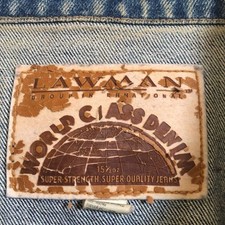 LAWMAN
WORLD CLASS DENIM
15¾oz
SUPER-STRENGTH, SUPER-QUALITY JEANS